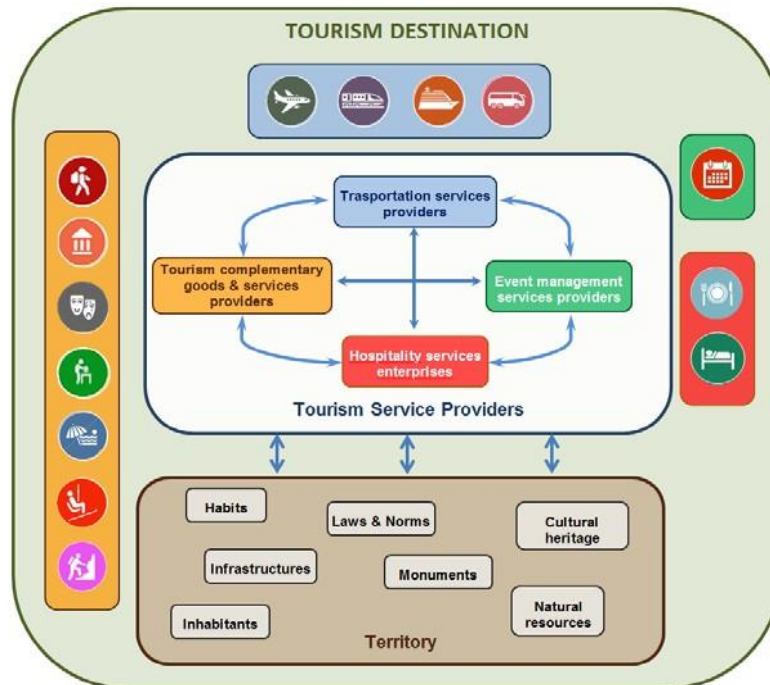 TOURISM DESTINATION
Trasportation services
providers
Tourism complementary
goods & services
providers
Event management
services providers
Hospitality services
enterprises
Tourism Service Providers
Habits
Laws & Norms
Cultural
heritage
Infrastructures
Monuments
Natural
resources
Inhabitants
Territory